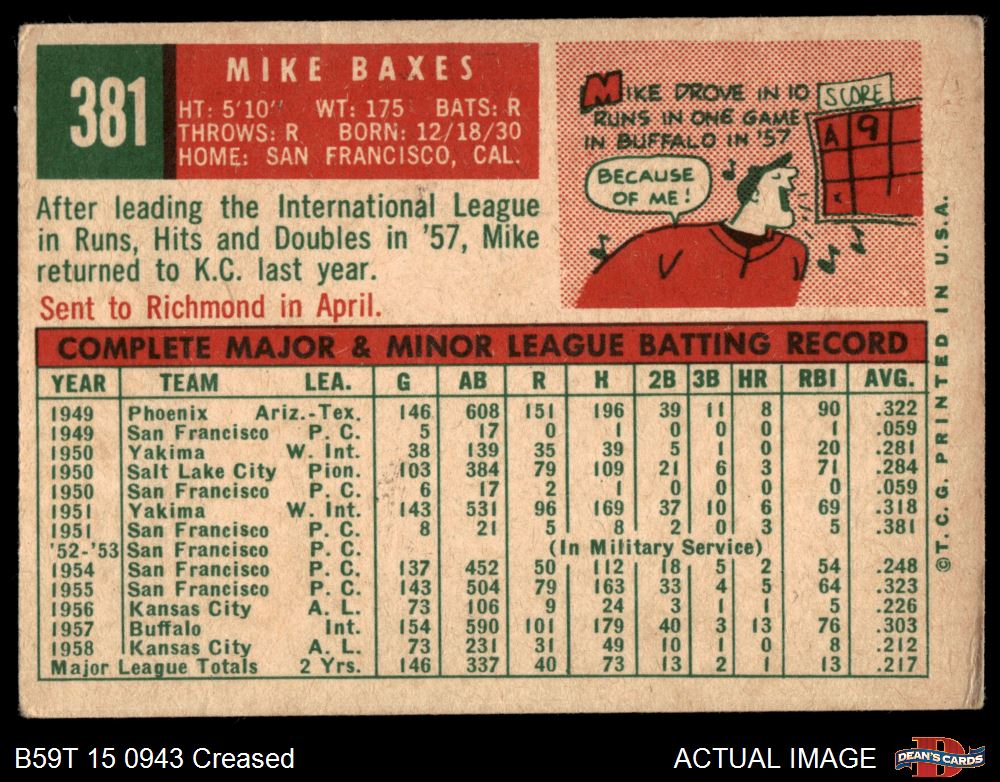 381
MIKE BAXES
HT: 5'10" WT: 175 BATS: R
THROWS: R BORN: 12/18/30
HOME: SAN FRANCISCO, CAL.
After leading the International League
in Runs, Hits and Doubles in '57, Mike
returned to K.C. last year.
Sent to Richmond in April.
MIKE DROVE IN 10
RUNS IN ONE GAME
IN BUFFALO IN '57
SCORE
A 9
BECAUSE
OF ME!
COMPLETE MAJOR & MINOR LEAGUE BATTING RECORD
YEAR TEAM LEA. G AB R H 2B 3B HR RBI AVG.
1949 Phoenix Ariz.-Tex. 146 608 151 196 39 11 8 90 .322
1949 San Francisco P. C. 5 17 0 1 0 0 0 1 .059
1950 Yakima W. Int. 38 139 35 39 5 1 0 20 .281
1950 Salt Lake City Pion. 103 384 79 109 21 6 3 71 .284
1950 San Francisco P. C. 6 17 2 1 0 0 0 0 .059
1951 Yakima W. Int. 143 531 96 169 37 10 6 69 .318
1951 San Francisco P. C. 8 21 5 8 2 0 3 5 .381
'52-'53 San Francisco P. C. (In Military Service)
1954 San Francisco P. C. 137 452 50 112 18 5 2 54 .248
1955 San Francisco P. C. 143 504 79 163 33 4 5 64 .323
1956 Kansas City A. L. 73 106 9 24 3 1 1 5 .226
1957 Buffalo Int. 154 590 101 179 40 3 13 76 .303
1958 Kansas City A. L. 73 231 31 49 10 1 0 8 .212
Major League Totals 2 Yrs. 146 337 40 73 13 2 1 13 .217
©T. C. G. PRINTED IN U.S.A.
B59T 15 0943 Creased
ACTUAL IMAGE
D
DEAN'S CARDS